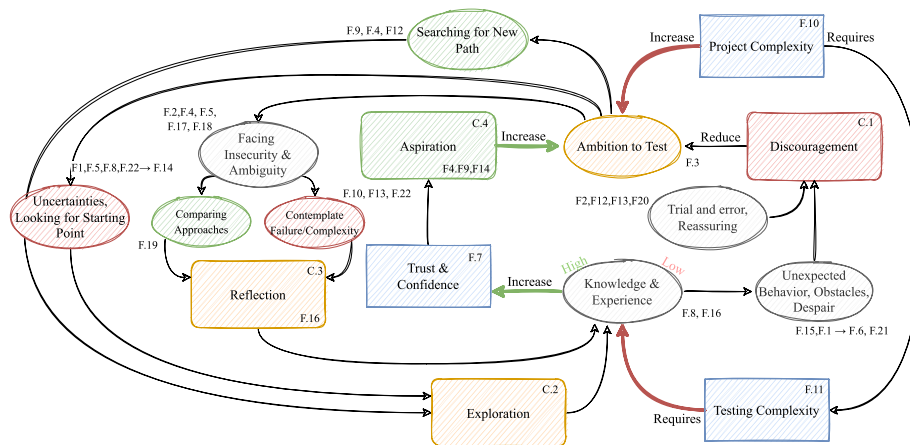 F.9, F.4, F12
Searching for New
Path
F.10
Project Complexity
Increase
Requires
F.2,F.4, F.5,
F.17, F.18
Facing
Insecurity &
Ambiguity
C.4
Aspiration
F4.F9,F14
Increase
Ambition to Test
F.3
Reduce
C.1
Discouragement
F1,F.5,F8,F.22→ F.14
Uncertainties,
Looking for Starting
Point
F.10, F13, F.22
Comparing
Approaches
Contemplate
Failure/Complexity
F2,F12,F13,F20
Trial and error,
Reassuring
F.19
C.3
Reflection
F.16
F.7
Trust &
Confidence
Increase
High
Low
Knowledge &
Experience
F.8, F.16
Unexpected
Behavior, Obstacles,
Despair
F.15,F.1 → F.6, F.21
C.2
Exploration
Requires
F.11
Testing Complexity